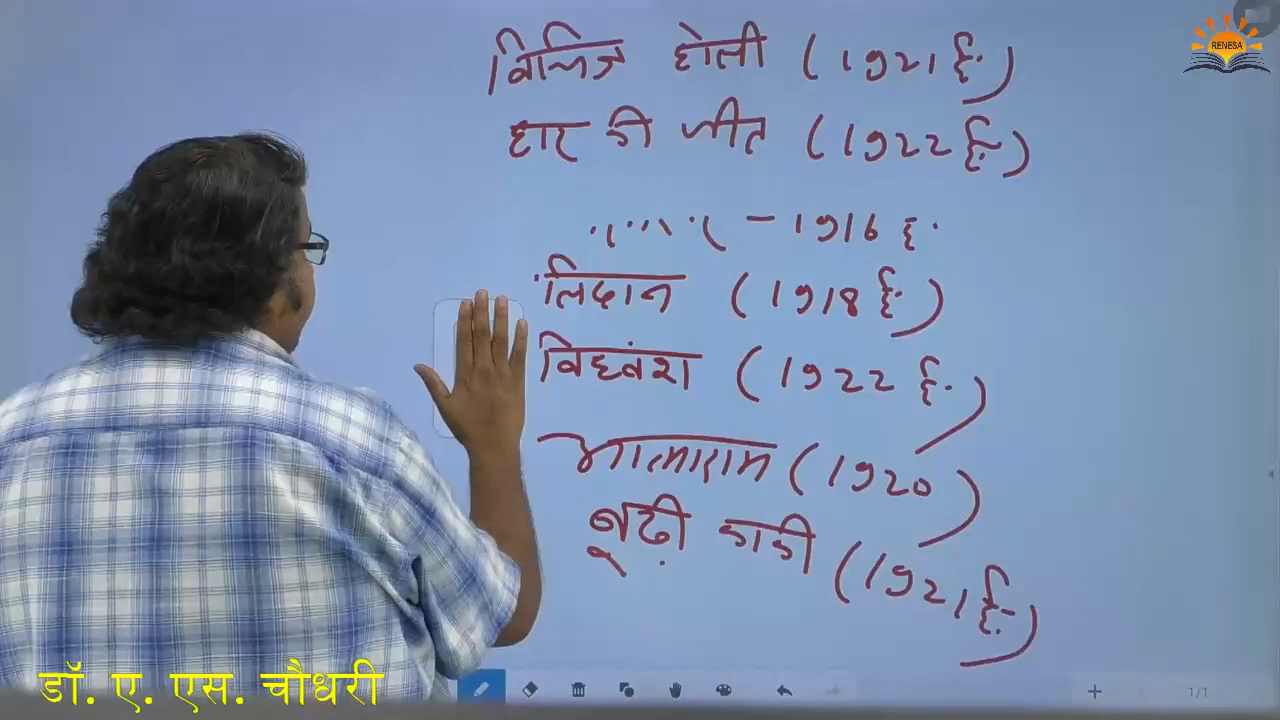 विचित्र होली (1921 ई.)
हार की जीत (1922 ई.)
– 1916 ई.
लिदान (1918 ई.)
विध्वंश (1922 ई.)
आत्माराम (1920)
बूढ़ी काकी (1921 ई.)
RENESA
डॉ. ए. एस. चौधरी
1/1